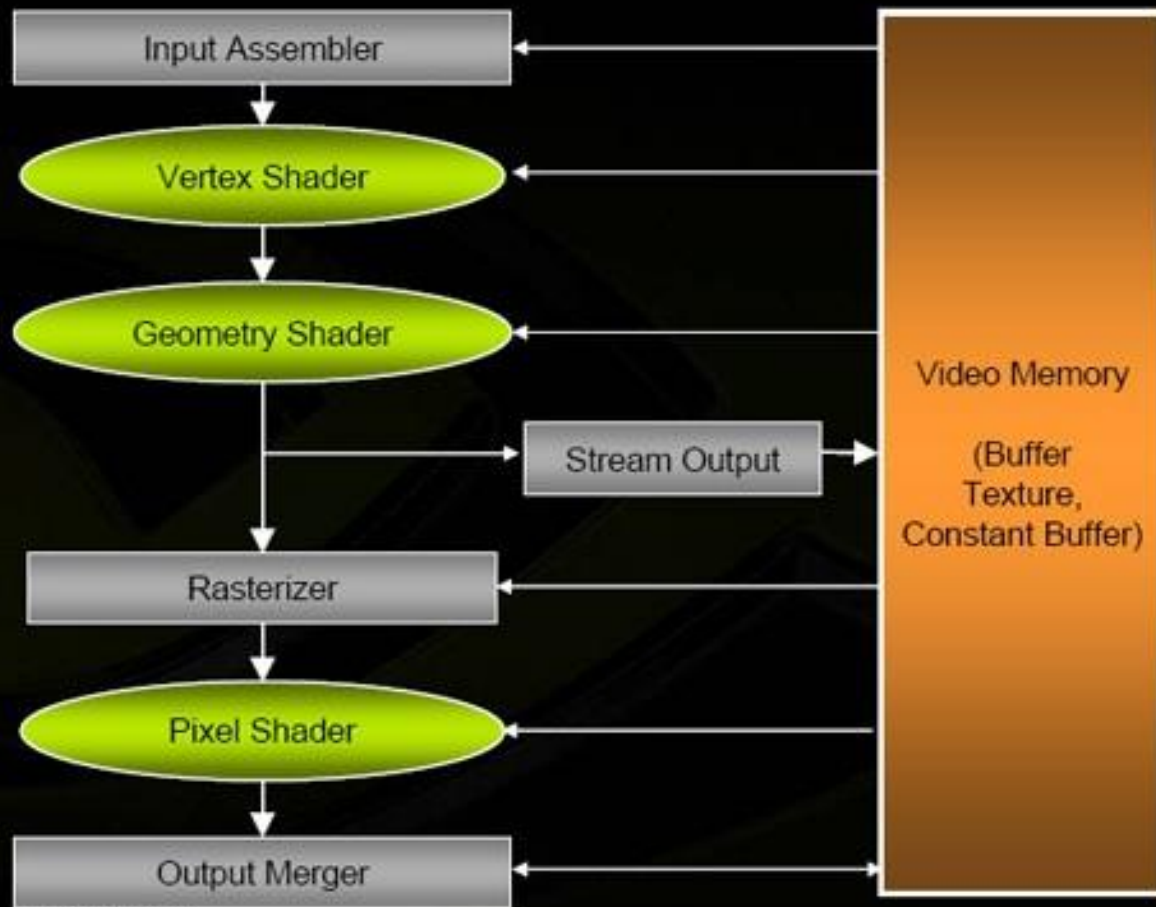 Input Assembler
Vertex Shader
Geometry Shader
Stream Output
Rasterizer
Pixel Shader
Output Merger
Video Memory
(Buffer
Texture,
Constant Buffer)